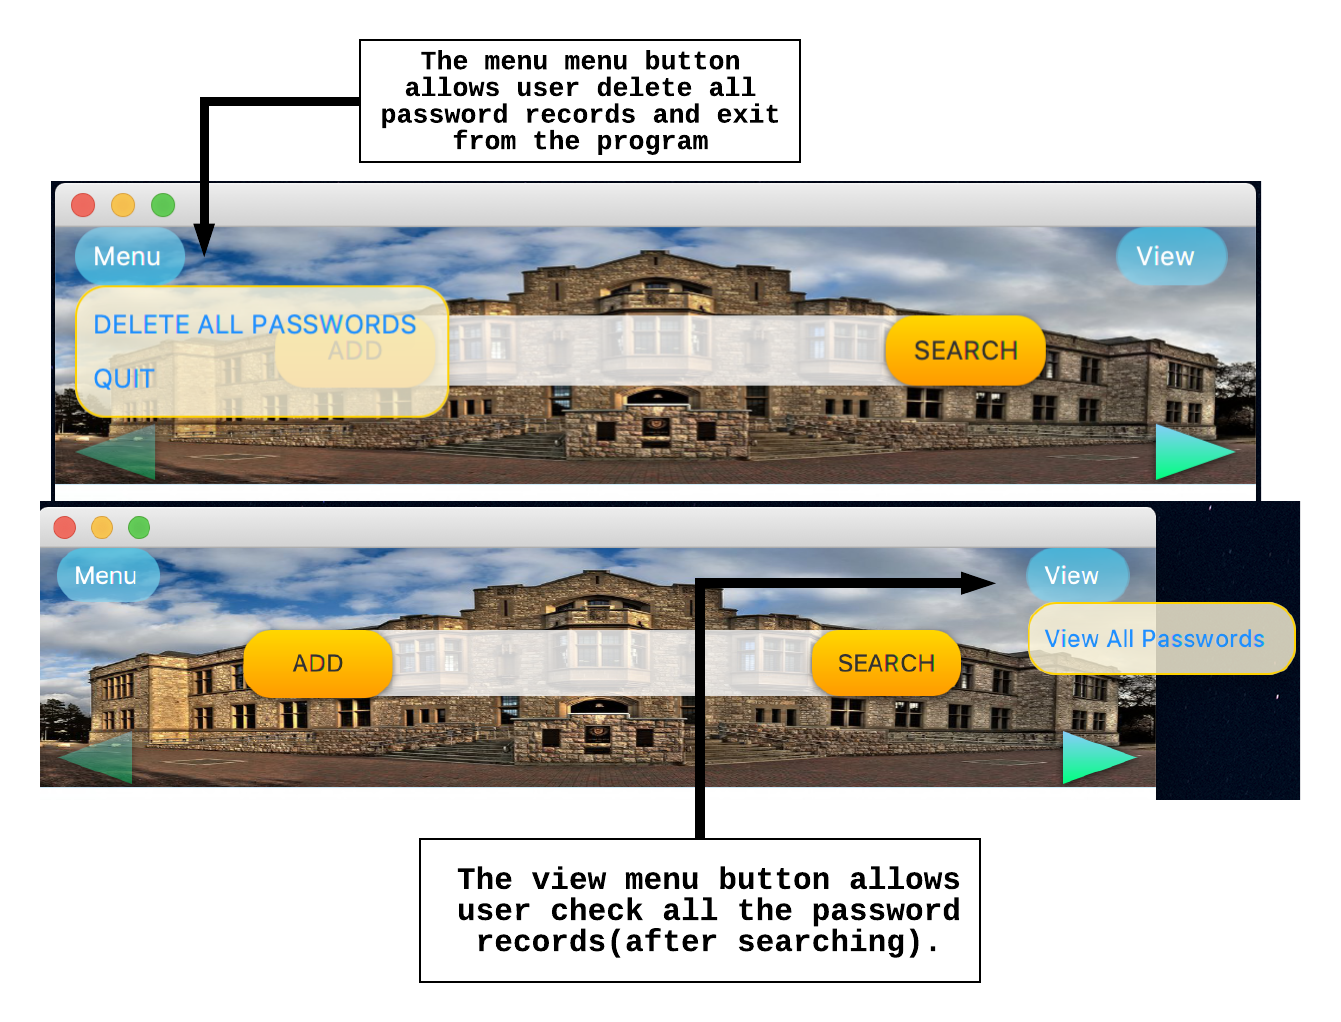 The menu menu button
allows user delete all
password records and exit
from the program
Menu
View
DELETE ALL PASSWORDS
ADD
SEARCH
QUIT
Menu
View
View All Passwords
ADD
SEARCH
The view menu button allows
user check all the password
records(after searching).